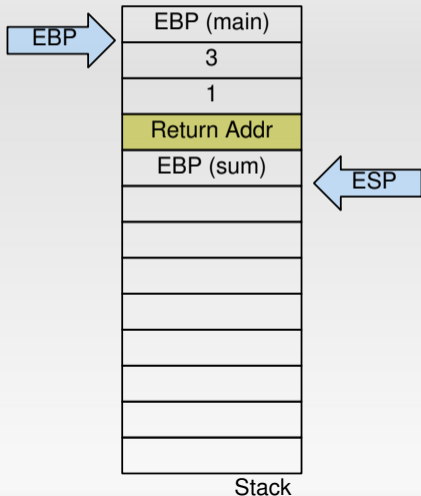 EBP (main)
EBP
3
1
Return Addr
EBP (sum)
ESP
Stack